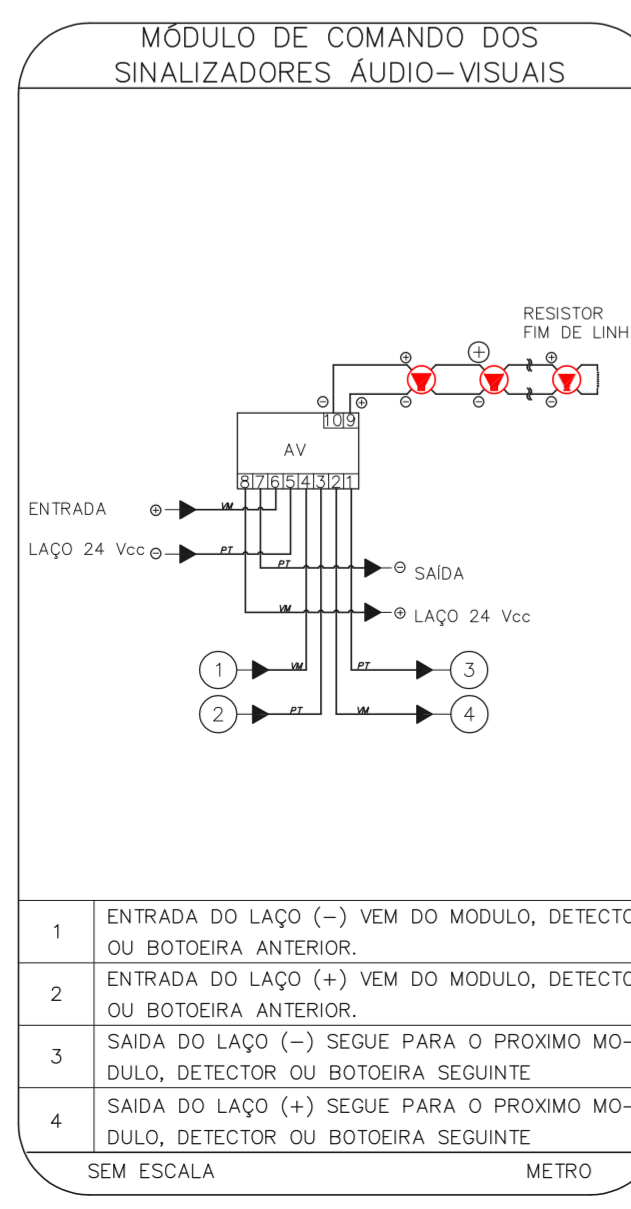 MÓDULO DE COMANDO DOS
SINALIZADORES ÁUDIO-VISUAIS
RESISTOR
FIM DE LINH
⊕ ⊕ ⊕
⊖ ⊕ ⊖ ⊖ ⊖
10 9
AV
8 7 6 5 4 3 2 1
ENTRADA ⊕ VM
LAÇO 24 Vcc ⊖ PT
PT ⊖ SAÍDA
VM ⊕ LAÇO 24 Vcc
1 VM PT 3
2 PT VM 4
1 ENTRADA DO LAÇO (-) VEM DO MODULO, DETECTO
OU BOTOEIRA ANTERIOR.
2 ENTRADA DO LAÇO (+) VEM DO MODULO, DETECTO
OU BOTOEIRA ANTERIOR.
3 SAIDA DO LAÇO (-) SEGUE PARA O PROXIMO MO-
DULO, DETECTOR OU BOTOEIRA SEGUINTE
4 SAIDA DO LAÇO (+) SEGUE PARA O PROXIMO MO-
DULO, DETECTOR OU BOTOEIRA SEGUINTE
SEM ESCALA METRO